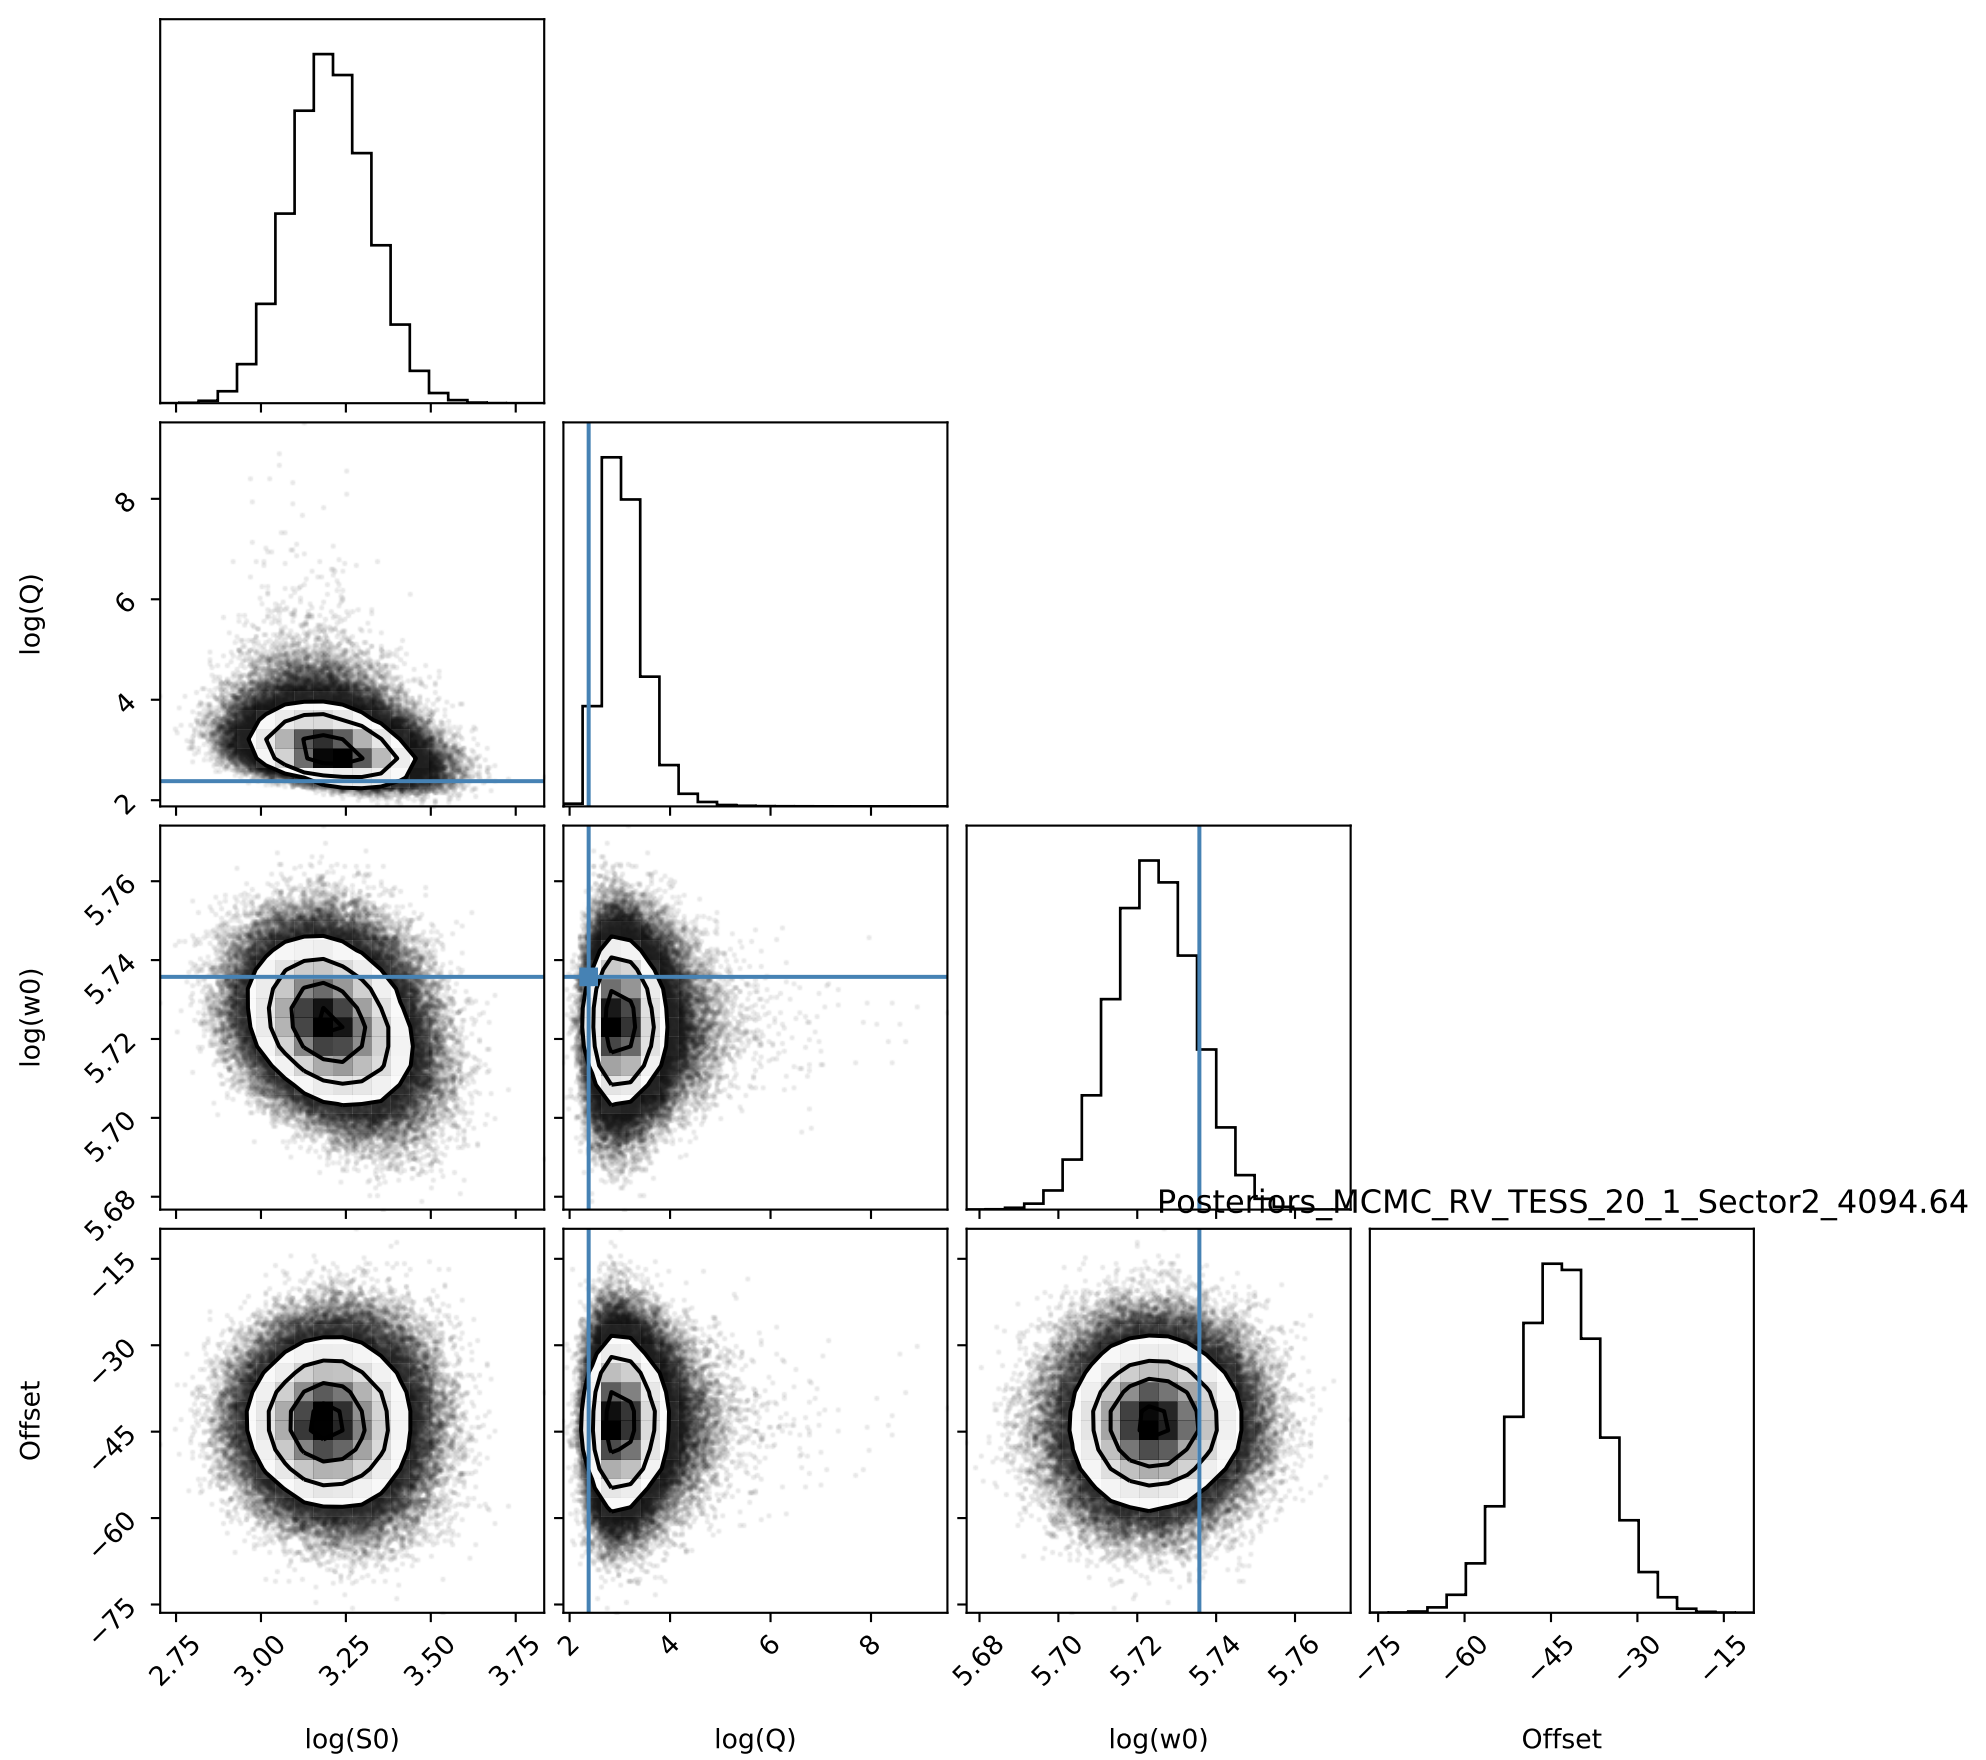 8
6
4
2
log(Q)
5.76
5.74
5.72
5.70
5.68
log(w0)
Posteriors_MCMC_RV_TESS_20_1_Sector2_4094.64
−15
−30
−45
−60
−75
Offset
2.75 3.00 3.25 3.50 3.75 2 4 6 8 5.68 5.70 5.72 5.74 5.76 −75 −60 −45 −30 −15
log(S0) log(Q) log(w0) Offset